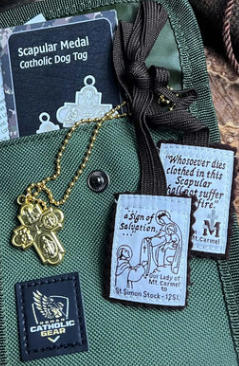 Scapular Medal
Catholic Dog Tag
"Whosoever dies
clothed in this
Scapular
shall not suffer
fire."
M
Mt. Carmel
a Sign of
Salvation...
Our Lady of
Mt. Carmel
to
St Simon Stock-1251
CATHOLIC
GEAR